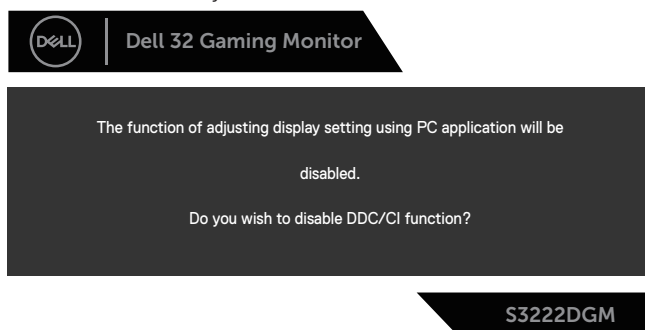 DELL
Dell 32 Gaming Monitor
The function of adjusting display setting using PC application will be
disabled.
Do you wish to disable DDC/CI function?
S3222DGM